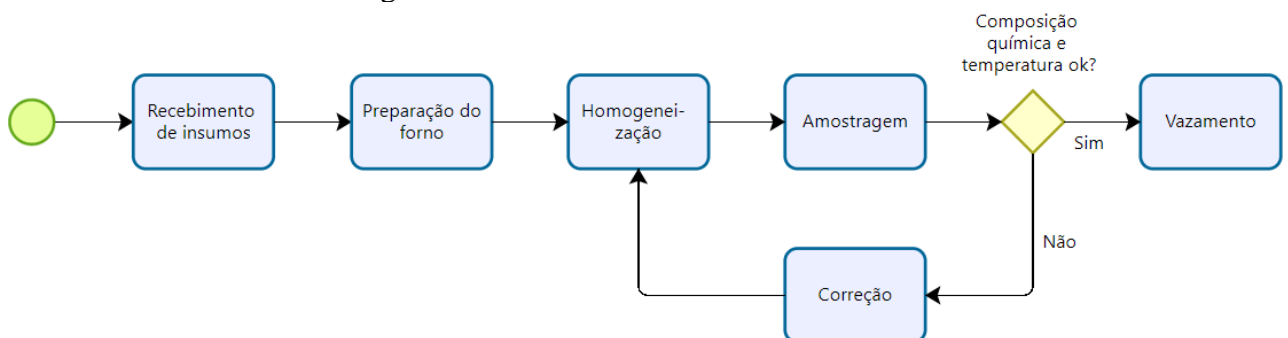 Recebimento
de insumos
Preparação do
forno
Homogenei-
zação
Amostragem
Composição
química e
temperatura ok?
Sim
Vazamento
Não
Correção